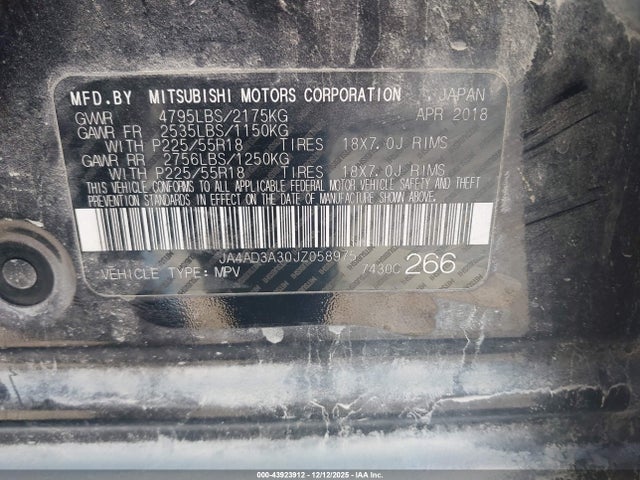 MFD.BY MITSUBISHI MOTORS CORPORATION JAPAN
GVWR 4795LBS/2175KG APR 2018
GAWR FR 2535LBS/1150KG
WITH P225/55R18 TIRES 18X7.0J RIMS
GAWR RR 2756LBS/1250KG
WITH P225/55R18 TIRES 18X7.0J RIMS
THIS VEHICLE CONFORMS TO ALL APPLICABLE FEDERAL MOTOR VEHICLE SAFETY AND THEFT
PREVENTION STANDARDS IN EFFECT ON THE DATE OF MANUFACTURE SHOWN ABOVE.
JA4AD3A30JZ058975
VEHICLE TYPE: MPV 7430C 266
000-43923912 - 12/12/2025 - IAA Inc.